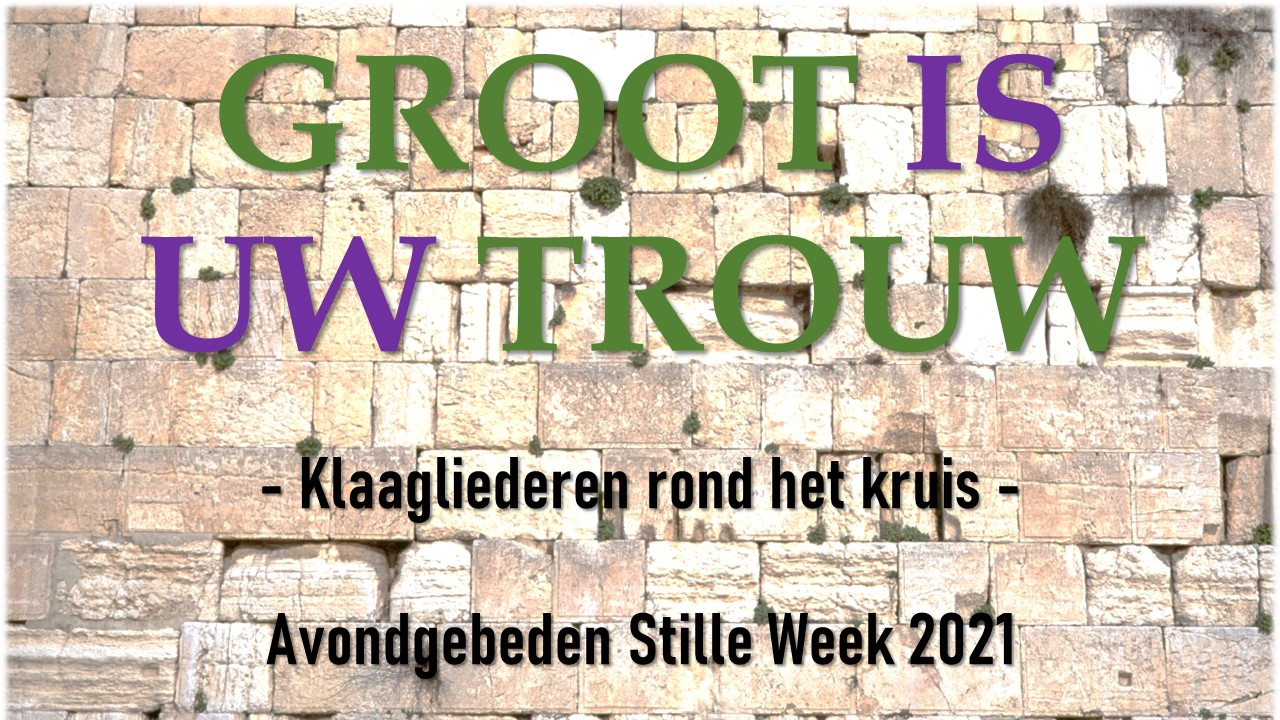 GROOT IS
UW TROUW
- Klaagliederen rond het kruis -
Avondgebeden Stille Week 2021